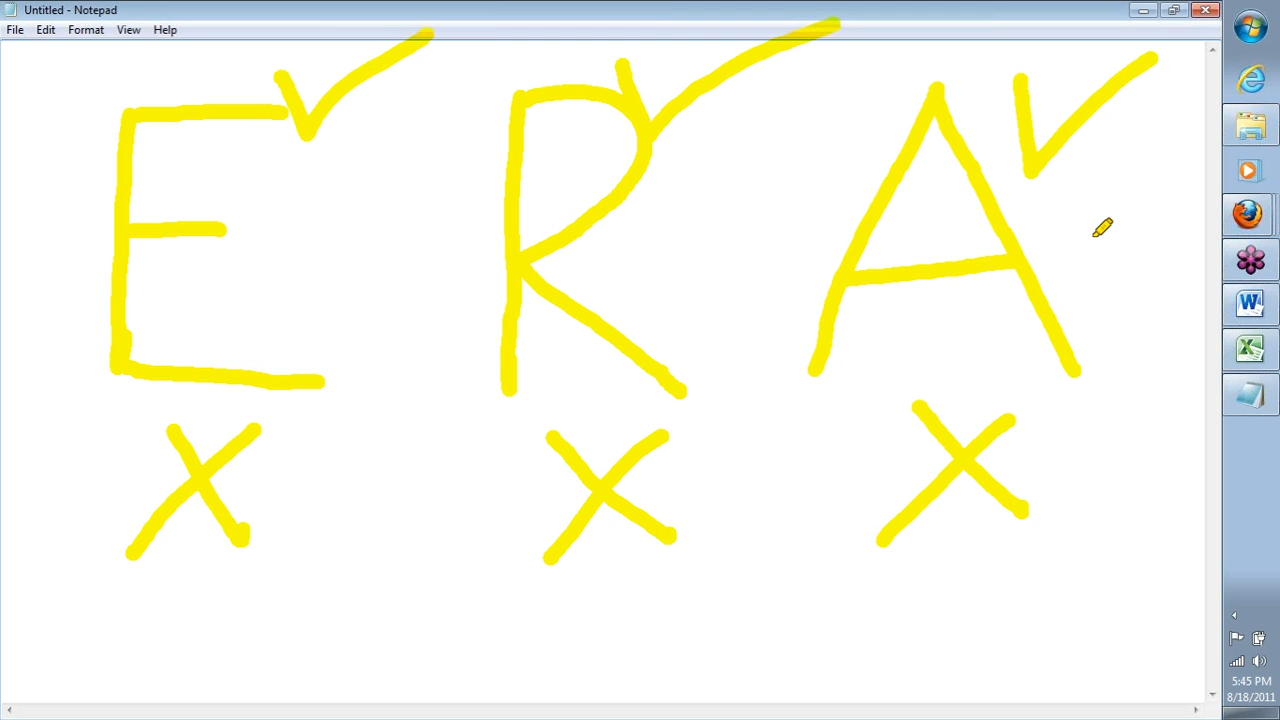 Untitled - Notepad
File Edit Format View Help
E ✓ R ✓ A ✓
X X X
5:45 PM
8/18/2011